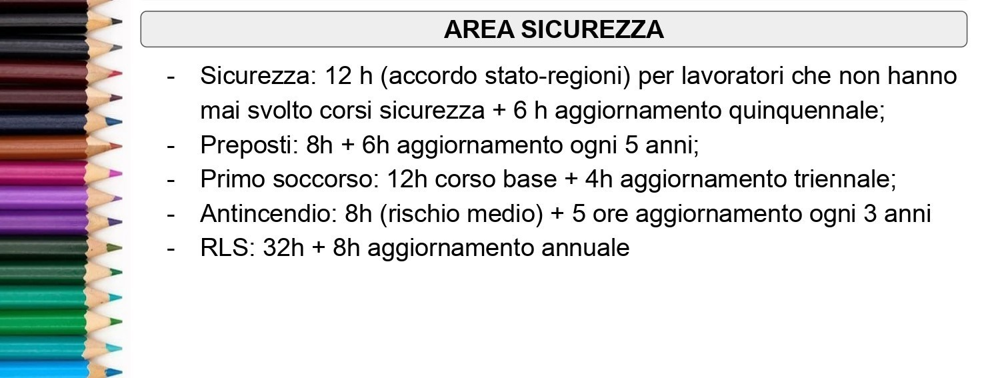 AREA SICUREZZA
- Sicurezza: 12 h (accordo stato-regioni) per lavoratori che non hanno
mai svolto corsi sicurezza + 6 h aggiornamento quinquennale;
- Preposti: 8h + 6h aggiornamento ogni 5 anni;
- Primo soccorso: 12h corso base + 4h aggiornamento triennale;
- Antincendio: 8h (rischio medio) + 5 ore aggiornamento ogni 3 anni
- RLS: 32h + 8h aggiornamento annuale